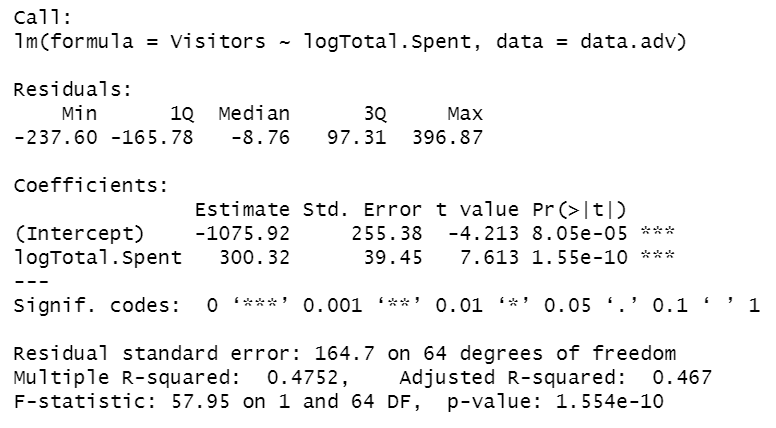 Call:
lm(formula = Visitors ~ logTotal.Spent, data = data.adv)
Residuals:
Min 1Q Median 3Q Max
-237.60 -165.78 -8.76 97.31 396.87
Coefficients:
Estimate Std. Error t value Pr(>|t|)
(Intercept) -1075.92 255.38 -4.213 8.05e-05 ***
logTotal.Spent 300.32 39.45 7.613 1.55e-10 ***
---
Signif. codes: 0 ‘***’ 0.001 ‘**’ 0.01 ‘*’ 0.05 ‘.’ 0.1 ‘ ’ 1
Residual standard error: 164.7 on 64 degrees of freedom
Multiple R-squared: 0.4752, Adjusted R-squared: 0.467
F-statistic: 57.95 on 1 and 64 DF, p-value: 1.554e-10